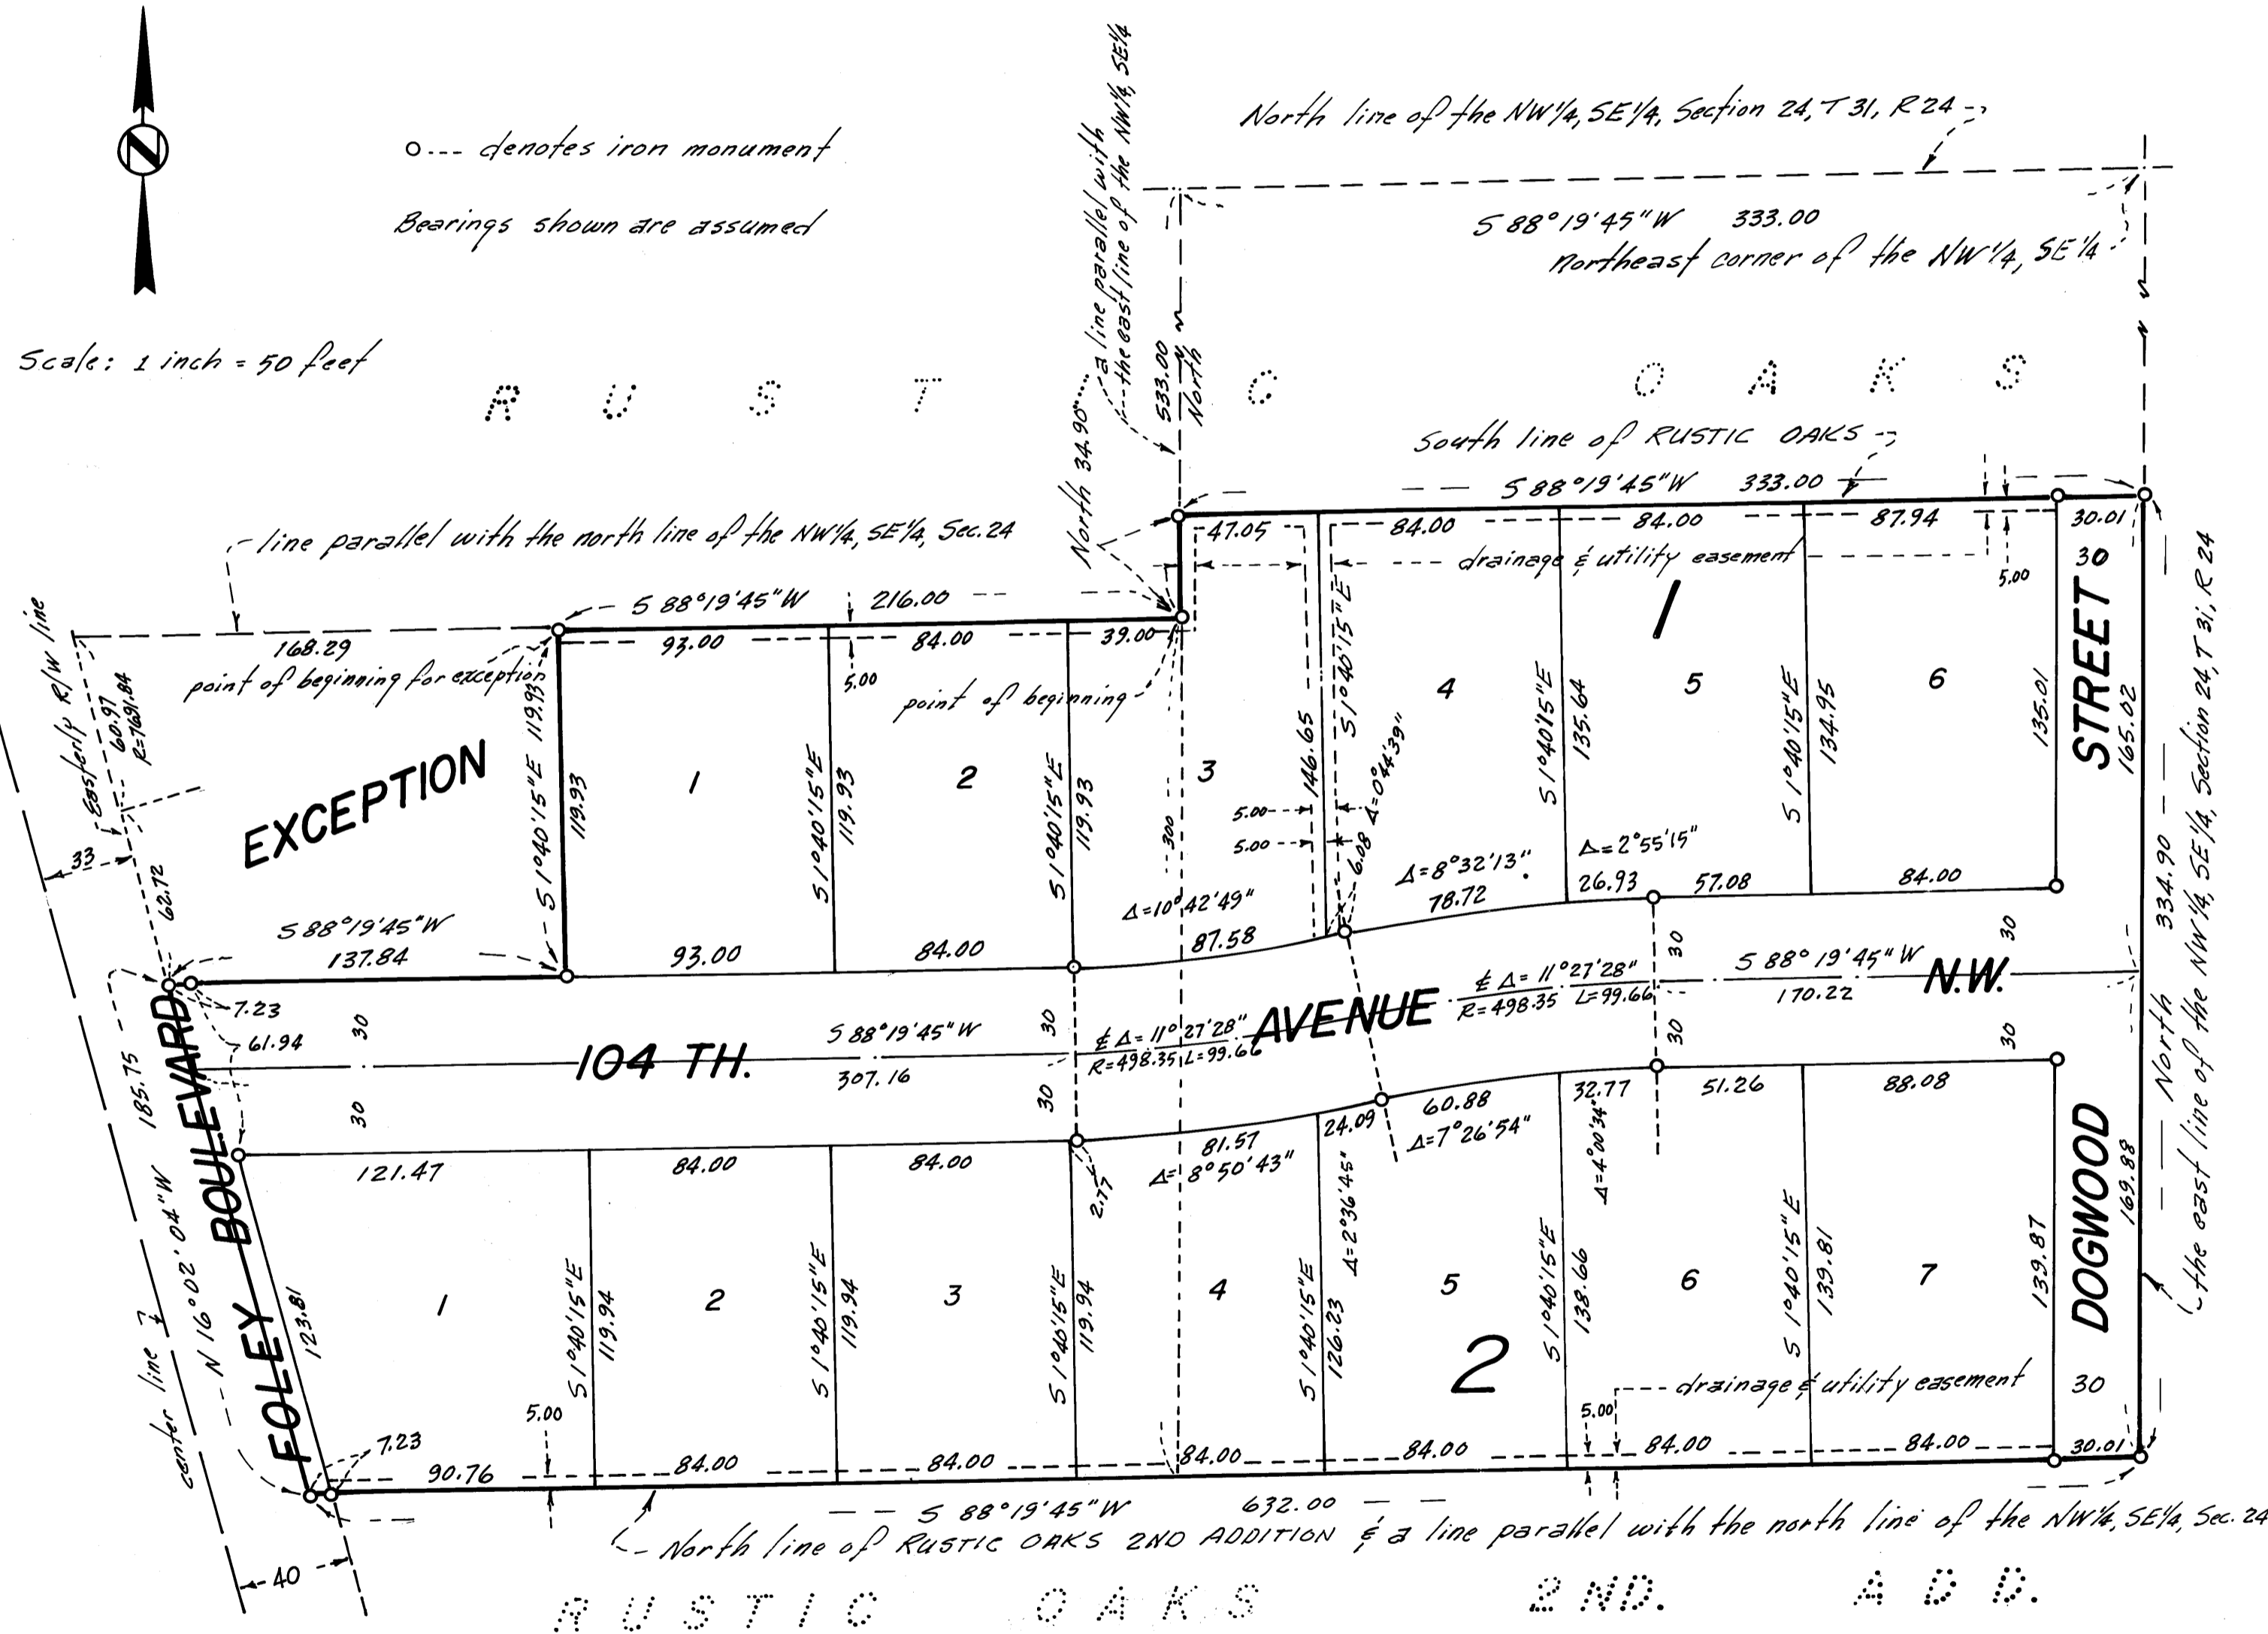 N
o--- denotes iron monument
Bearings shown are assumed
Scale: 1 inch = 50 feet
North line of the NW¼, SE¼, Section 24, T 31, R 24
S 88°19'45"W 333.00
northeast corner of the NW¼, SE¼
a line parallel with
the east line of the NW¼, SE¼
North 34.90
533.00
North
RUST C OAKS
South line of RUSTIC OAKS
S 88°19'45"W 333.00
line parallel with the north line of the NW¼, SE¼, Sec. 24
S 88°19'45"W 216.00
47.05 84.00 84.00 87.94 30.01
drainage & utility easement
30
5.00
1
168.29 93.00 84.00 39.00
5.00
point of beginning for exception
point of beginning
Easterly R/W line
60.97
R=7691.84
33
62.72
EXCEPTION
S 1°40'15"E 119.93
119.93
1
S 1°40'15"E
119.93
2
S 1°40'15"E
119.93
3
300
146.65
S 1°40'15"E
5.00
5.00
6.08 Δ=0°44'39"
4
S 1°40'15"E
135.64
5
S 1°40'15"E
134.95
6
135.01
STREET
165.02
North 334.90
the east line of the NW¼, SE¼, Section 24, T 31, R 24
S 88°19'45"W
137.84
93.00 84.00
Δ=10°42'49"
87.58
Δ=8°32'13"
78.72
Δ=2°55'15"
26.93 57.08 84.00
7.23
61.94
30
30
104 TH. AVENUE N.W.
S 88°19'45"W
307.16
30
30
℄ Δ=11°27'28"
R=498.35 L=99.66
℄ Δ=11°27'28"
R=498.35 L=99.66
30
30
S 88°19'45"W
170.22
30
30
185.75
N 16°02'04"W
center line
FOLEY BOULEVARD
123.81
121.47 84.00 84.00
2.77
81.57
Δ=8°50'43"
24.09
Δ=2°36'45"
60.88
Δ=7°26'54"
32.77
Δ=4°00'34"
51.26 88.08
1
S 1°40'15"E
119.94
2
S 1°40'15"E
119.94
3
S 1°40'15"E
119.94
4
S 1°40'15"E
126.23
5
2
S 1°40'15"E
138.66
6
S 1°40'15"E
139.81
7
139.87
DOGWOOD
169.88
30
drainage & utility easement
5.00
5.00
7.23
90.76 84.00 84.00 84.00 84.00 84.00 84.00 30.01
S 88°19'45"W 632.00
North line of RUSTIC OAKS 2ND ADDITION & a line parallel with the north line of the NW¼, SE¼, Sec. 24
40
RUSTIC OAKS 2ND. ADD.